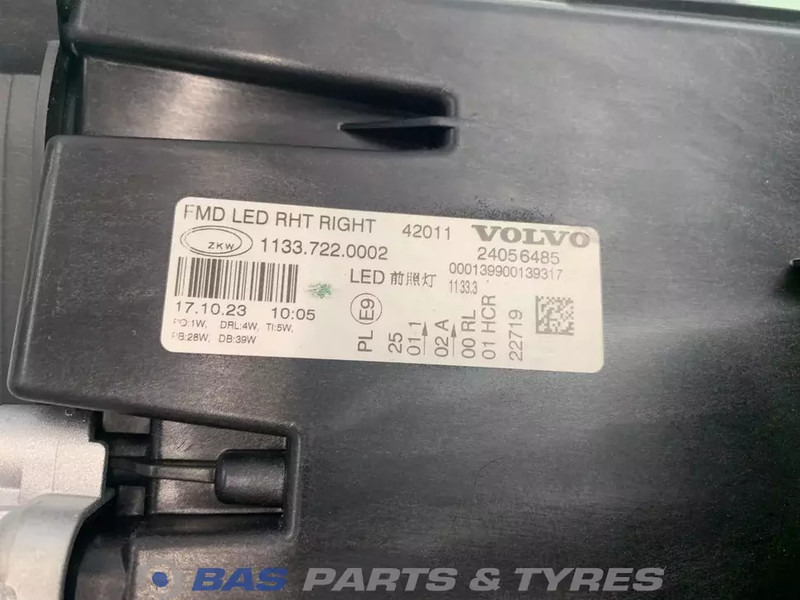 FMD LED RHT RIGHT 42011 VOLVO
ZKW 1133.722.0002 24056485
LED 前照灯 000139900139317
1133.3
17.10.23 10:05
PO:1W, DRL:4W, TI:5W,
PB:28W, DB:39W
E9
PL
25
01.1
02 A
00 RL
01 HCR
22719
BAS PARTS & TYRES